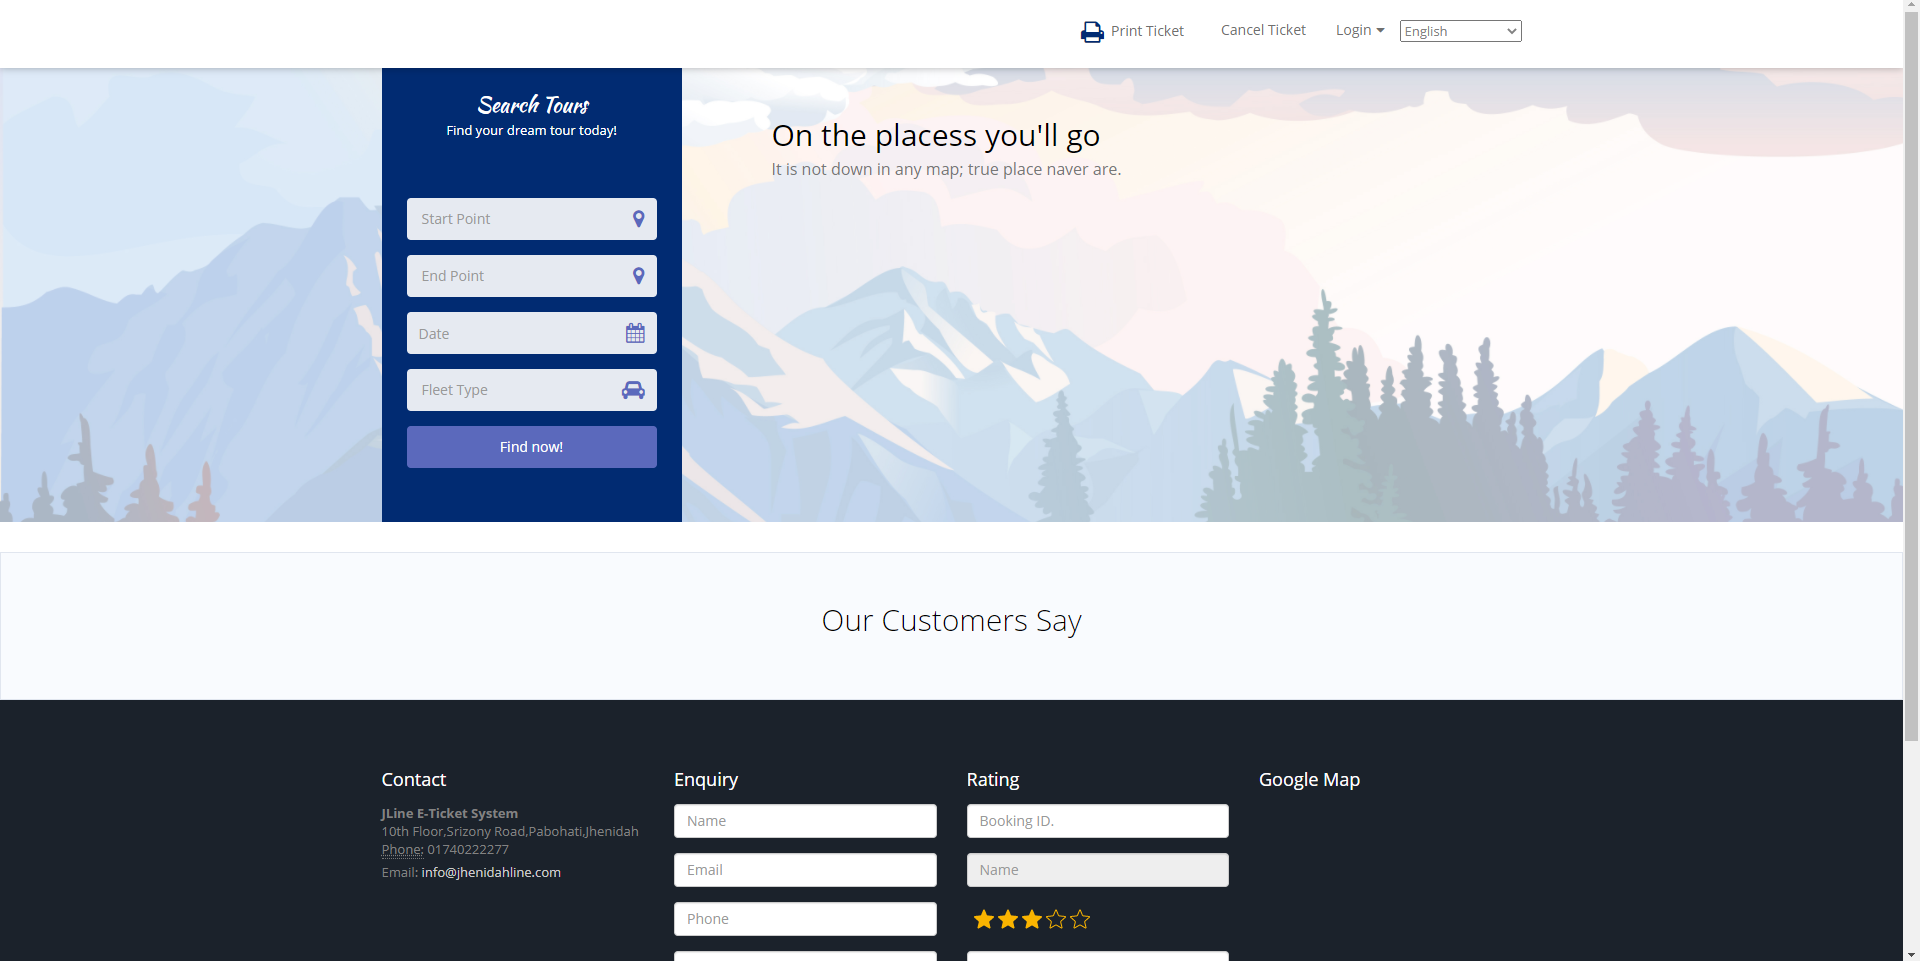 Print Ticket
Cancel Ticket
Login
English
Search Tours
Find your dream tour today!
Start Point
End Point
Date
Fleet Type
Find now!
On the placess you'll go
It is not down in any map; true place naver are.
Our Customers Say
Contact
JLine E-Ticket System
10th Floor,Srizony Road,Pabohati,Jhenidah
Phone: 01740222277
Email: info@jhenidahline.com
Enquiry
Name
Email
Phone
Rating
Booking ID.
Name
Google Map